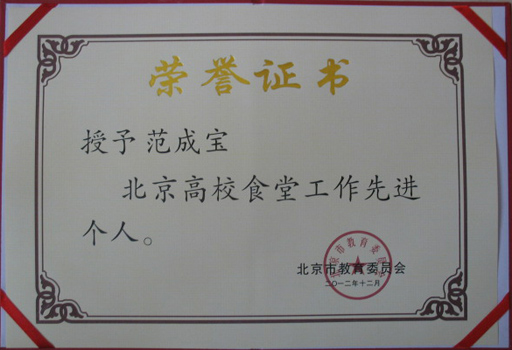 荣誉证书
授予 范成宝
北京高校食堂工作先进
个人。
北京市教育委员会
二〇一二年十二月